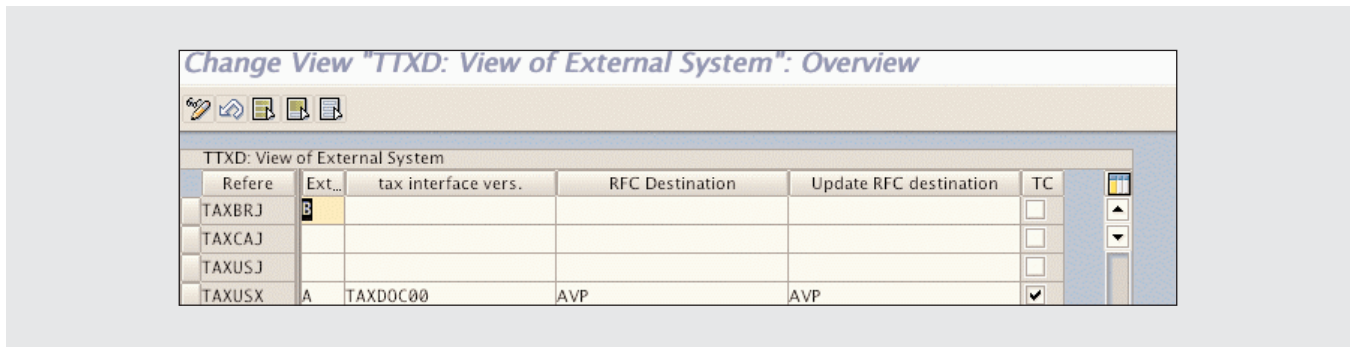 Change View "TTXD: View of External System": Overview
TTXD: View of External System
Refere Ext... tax interface vers. RFC Destination Update RFC destination TC
TAXBRJ B
TAXCAJ
TAXUSJ
TAXUSX A TAXDOC00 AVP AVP